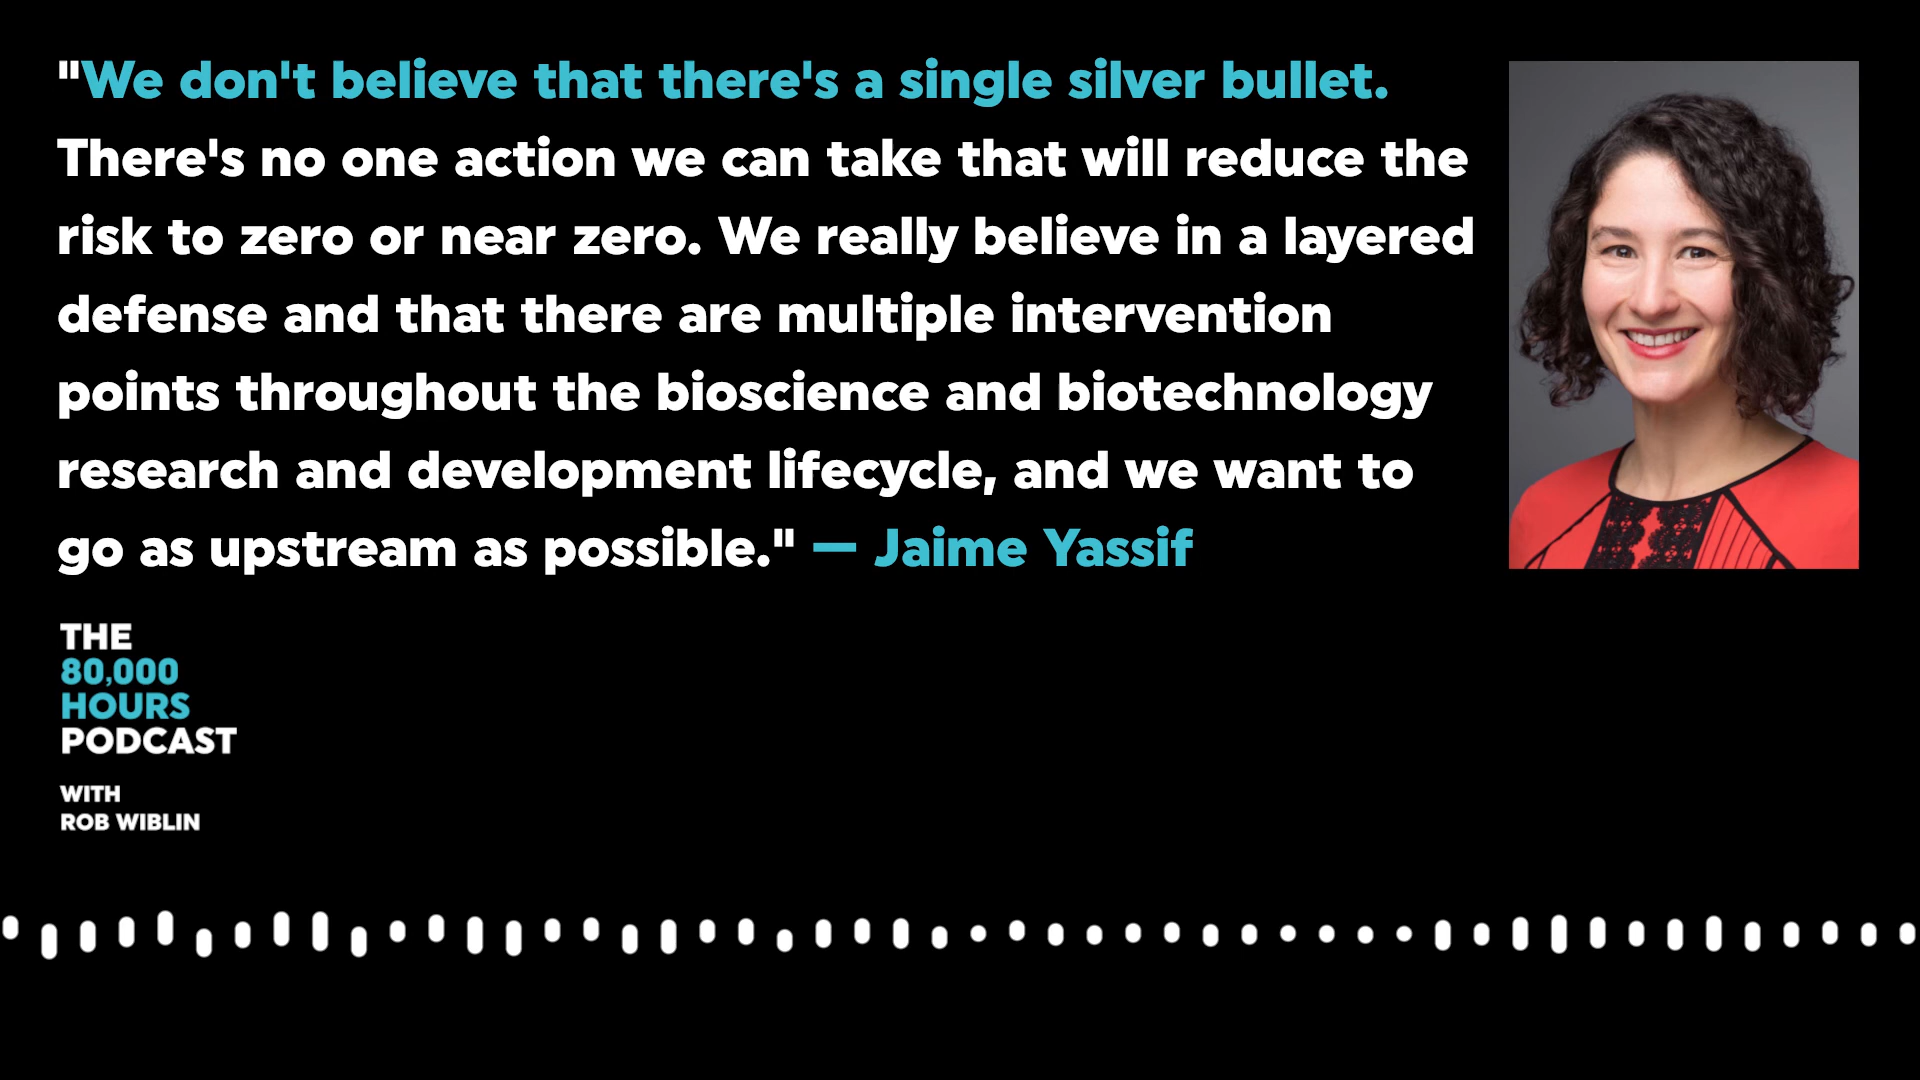 "We don't believe that there's a single silver bullet.
There's no one action we can take that will reduce the
risk to zero or near zero. We really believe in a layered
defense and that there are multiple intervention
points throughout the bioscience and biotechnology
research and development lifecycle, and we want to
go as upstream as possible." — Jaime Yassif
THE
80,000
HOURS
PODCAST
WITH
ROB WIBLIN